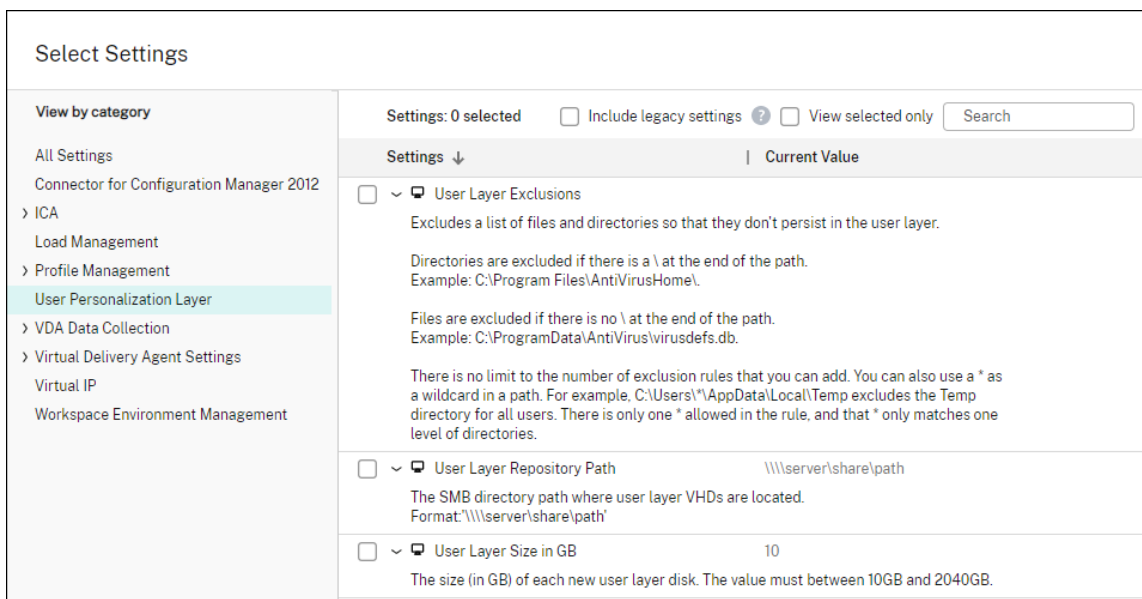 Select Settings
View by category
All Settings
Connector for Configuration Manager 2012
ICA
Load Management
Profile Management
User Personalization Layer
VDA Data Collection
Virtual Delivery Agent Settings
Virtual IP
Workspace Environment Management
Settings: 0 selected
Include legacy settings ?
View selected only
Search
Settings ↓ | Current Value
User Layer Exclusions
Excludes a list of files and directories so that they don't persist in the user layer.
Directories are excluded if there is a \ at the end of the path.
Example: C:\Program Files\AntiVirusHome\.
Files are excluded if there is no \ at the end of the path.
Example: C:\ProgramData\AntiVirus\virusdefs.db.
There is no limit to the number of exclusion rules that you can add. You can also use a * as
a wildcard in a path. For example, C:\Users\*\AppData\Local\Temp excludes the Temp
directory for all users. There is only one * allowed in the rule, and that * only matches one
level of directories.
User Layer Repository Path \\\\server\share\path
The SMB directory path where user layer VHDs are located.
Format:'\\\\server\share\path'
User Layer Size in GB 10
The size (in GB) of each new user layer disk. The value must between 10GB and 2040GB.